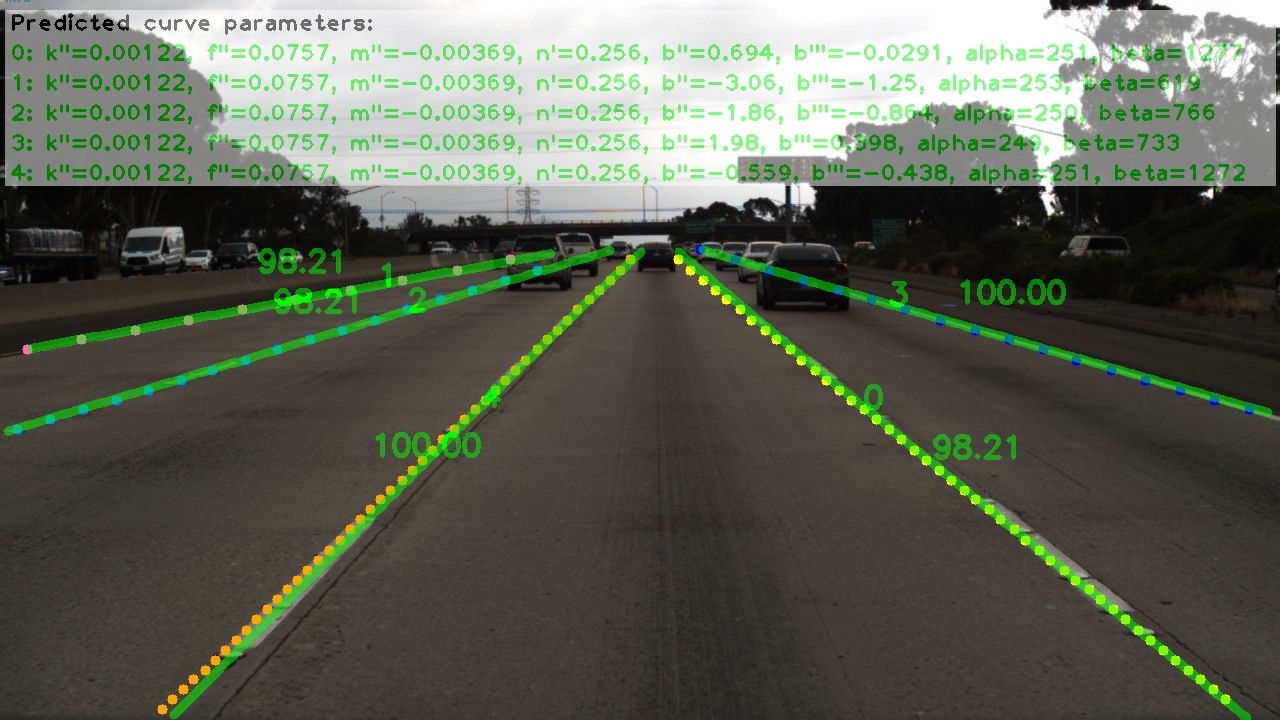 Predicted curve parameters:
0: k''=0.00122, f''=0.0757, m''=−0.00369, n'=0.256, b''=0.694, b'''=−0.0291, alpha=251, beta=1277
1: k''=0.00122, f''=0.0757, m''=−0.00369, n'=0.256, b''=−3.06, b'''=−1.25, alpha=253, beta=619
2: k''=0.00122, f''=0.0757, m''=−0.00369, n'=0.256, b''=−1.86, b'''=−0.864, alpha=250, beta=766
3: k''=0.00122, f''=0.0757, m''=−0.00369, n'=0.256, b''=1.98, b'''=0.398, alpha=249, beta=733
4: k''=0.00122, f''=0.0757, m''=−0.00369, n'=0.256, b''=−0.559, b'''=−0.438, alpha=251, beta=1272
98.21 1
98.21 2
3 100.00
4 0
100.00
98.21